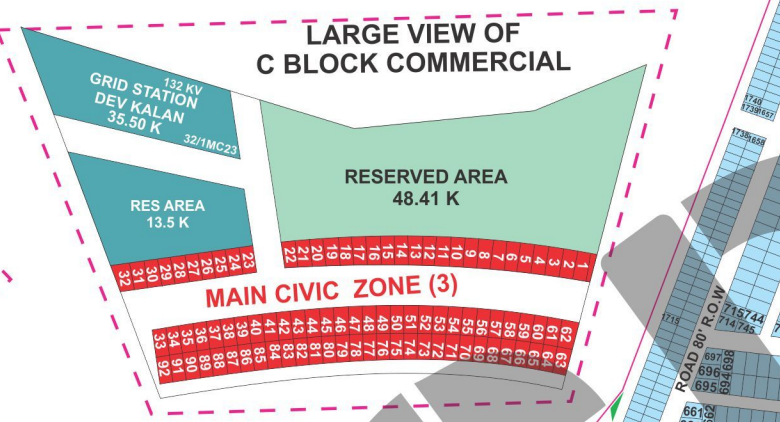 LARGE VIEW OF
C BLOCK COMMERCIAL
132 KV
GRID STATION
DEV KALAN
35.50 K
32/1MC23
RESERVED AREA
48.41 K
RES AREA
13.5 K
32 31 30 29 28 27 26 25 24 23
22 21 20 19 18 17 16 15 14 13 12 11 10 9 8 7 6 5 4 3 2 1
MAIN CIVIC ZONE (3)
33 34 35 36 37 38 39 40 41 42 43 44 45 46 47 48 49 50 51 52 53 54 55 56 57 58 59 60 61 62
92 91 90 89 88 87 86 85 84 83 82 81 80 79 78 77 76 75 74 73 72 71 70 69 68 67 66 65 64 63
1740
1739 1657
1738 1658
1715
ROAD 80' R.O.W
715 744
714 745
697
696
695
698
694
661
662